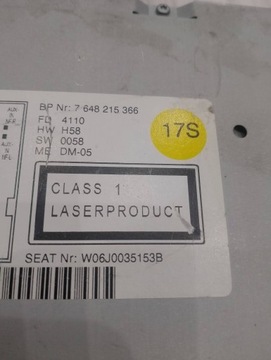 BP Nr: 7 648 215 366
FD 4110
HW H58
SW 0058
ME DM-05
17S
CLASS 1
LASERPRODUCT
SEAT Nr: W06J0035153B